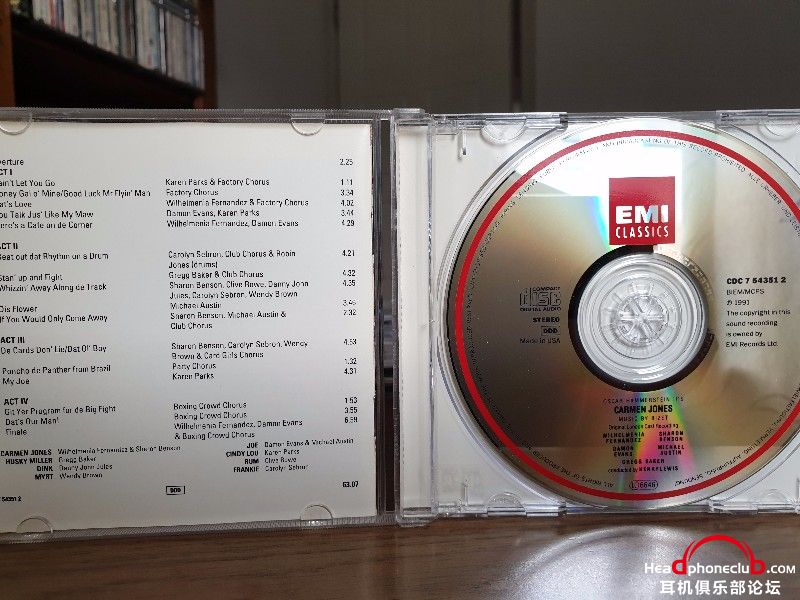 verture 2.25
ACT I
ain't Let You Go Karen Parks & Factory Chorus 1.11
oney Gal o' Mine/Good Luck Mr Flyin' Man Factory Chorus 3.34
at's Love Wilhelmenia Fernandez & Factory Chorus 4.02
You Talk Jus' Like My Maw Damon Evans, Karen Parks 3.44
here's a Cafe on de Corner Wilhelmenia Fernandez, Damon Evans 4.29
ACT II
Beat out dat Rhythm on a Drum Carolyn Sebron, Club Chorus & Robin 4.21
Jones (drums)
Stan' up and Fight Gregg Baker & Club Chorus 4.32
Whizzin' Away Along de Track Sharon Benson, Clive Rowe, Danny John 4.35
Jules, Carolyn Sebron, Wendy Brown
Dis Flower Michael Austin 3.46
If You Would Only Come Away Sharon Benson, Michael Austin & 2.32
Club Chorus
ACT III
De Cards Don' Lie/Dat Ol' Boy Sharon Benson, Carolyn Sebron, Wendy 4.53
Brown & Card Girls Chorus
Poncho de Panther from Brazil Party Chorus 1.32
My Joe Karen Parks 4.31
ACT IV
Git Yer Program for de Big Fight Boxing Crowd Chorus 1.53
Dat's Our Man! Boxing Crowd Chorus 3.55
Finale Wilhelmenia Fernandez, Damon Evans 6.59
& Boxing Crowd Chorus
CARMEN JONES Wilhelmenia Fernandez & Sharon Benson JOE Damon Evans & Michael Austin
HUSKY MILLER Gregg Baker CINDY LOU Karen Parks
DINK Danny John Jules RUM Clive Rowe
MYRT Wendy Brown FRANKIE Carolyn Sebron
54351 2 DDD 63.07
EMI
CLASSICS
COMPACT
disc
DIGITAL AUDIO
STEREO
DDD
Made in USA
CDC 7 54351 2
BIEM/MCPS
℗ 1991
The copyright in this
sound recording
is owned by
EMI Records Ltd.
OSCAR HAMMERSTEIN II'S
CARMEN JONES
MUSIC BY BIZET
Original London Cast Recording
WILHELMENIA SHARON
FERNANDEZ BENSON
DAMON MICHAEL
EVANS AUSTIN
GREGG BAKER
conducted by HENRY LEWIS
Headphoneclub.com
耳机俱乐部论坛